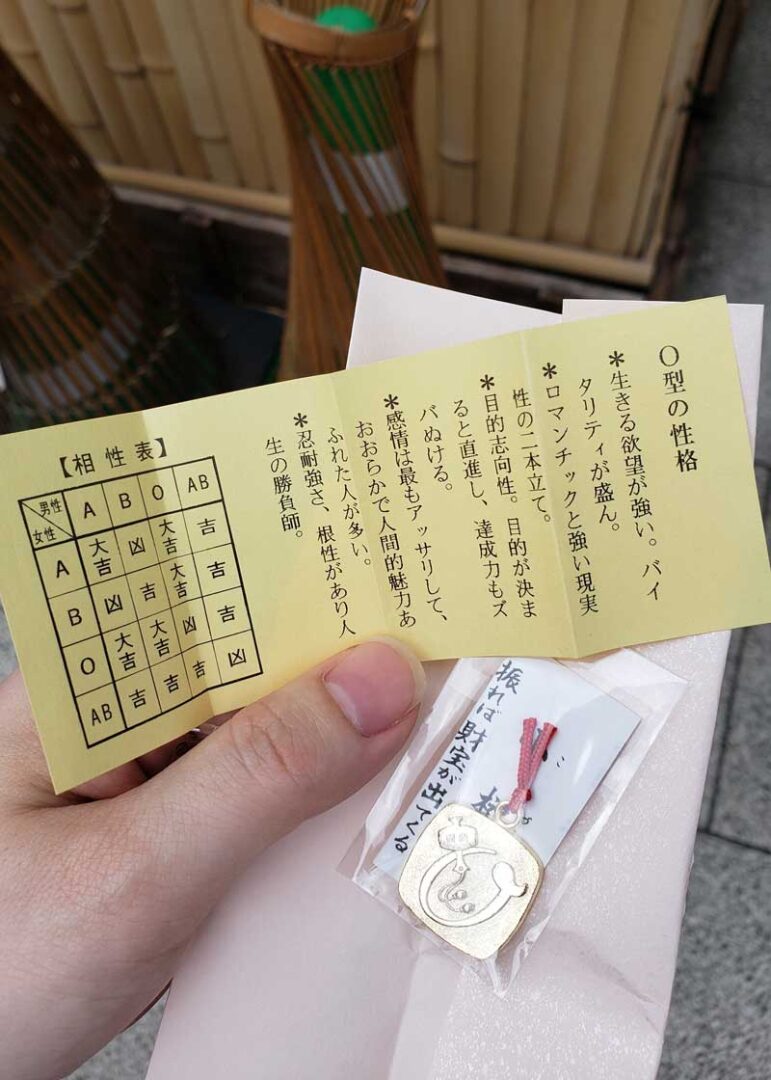 O型の性格
*生きる欲望が強い。バイ
タリティが盛ん。
*ロマンチックと強い現実
性の二本立て。
*目的志向性。目的が決ま
ると直進し、達成力もズ
バぬける。
*感情は最もアッサリして、
おおらかで人間的魅力あ
ふれた人が多い。
*忍耐強さ、根性があり人
生の勝負師。
【相性表】
男性 A B O AB
女性
A 大吉 凶 大吉 吉
B 凶 吉 大吉 吉
O 大吉 大吉 凶 吉
AB 吉 吉 吉 凶
振れば財宝が出てくる